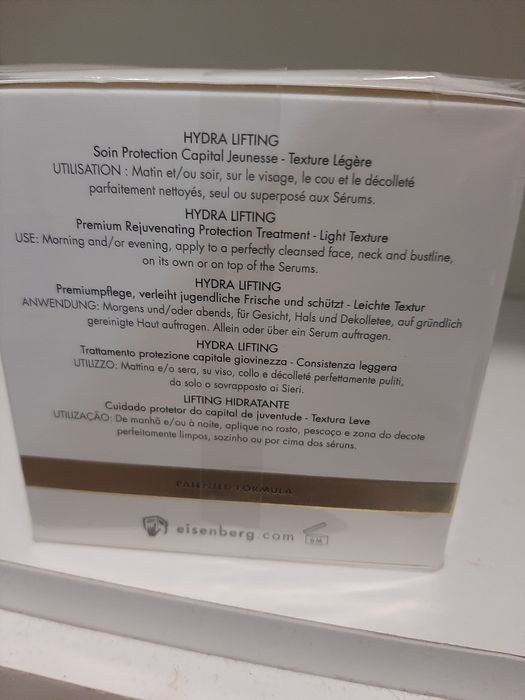 HYDRA LIFTING
Soin Protection Capital Jeunesse - Texture Légère
UTILISATION : Matin et/ou soir, sur le visage, le cou et le décolleté
parfaitement nettoyés, seul ou superposé aux Sérums.
HYDRA LIFTING
Premium Rejuvenating Protection Treatment - Light Texture
USE: Morning and/or evening, apply to a perfectly cleansed face, neck and bustline,
on its own or on top of the Serums.
HYDRA LIFTING
Premiumpflege, verleiht jugendliche Frische und schützt - Leichte Textur
ANWENDUNG: Morgens und/oder abends, für Gesicht, Hals und Dekolletee, auf gründlich
gereinigte Haut auftragen. Allein oder über ein Serum auftragen.
HYDRA LIFTING
Trattamento protezione capitale giovinezza - Consistenza leggera
UTILIZZO: Mattina e/o sera, su viso, collo e décolleté perfettamente puliti,
da solo o sovrapposto ai Sieri.
LIFTING HIDRATANTE
Cuidado protetor do capital de juventude - Textura Leve
UTILIZAÇÃO: De manhã e/ou à noite, aplique no rosto, pescoço e zona do decote
perfeitamente limpos, sozinho ou por cima dos séruns.
PATENTED FORMULA
eisenberg.com 6M